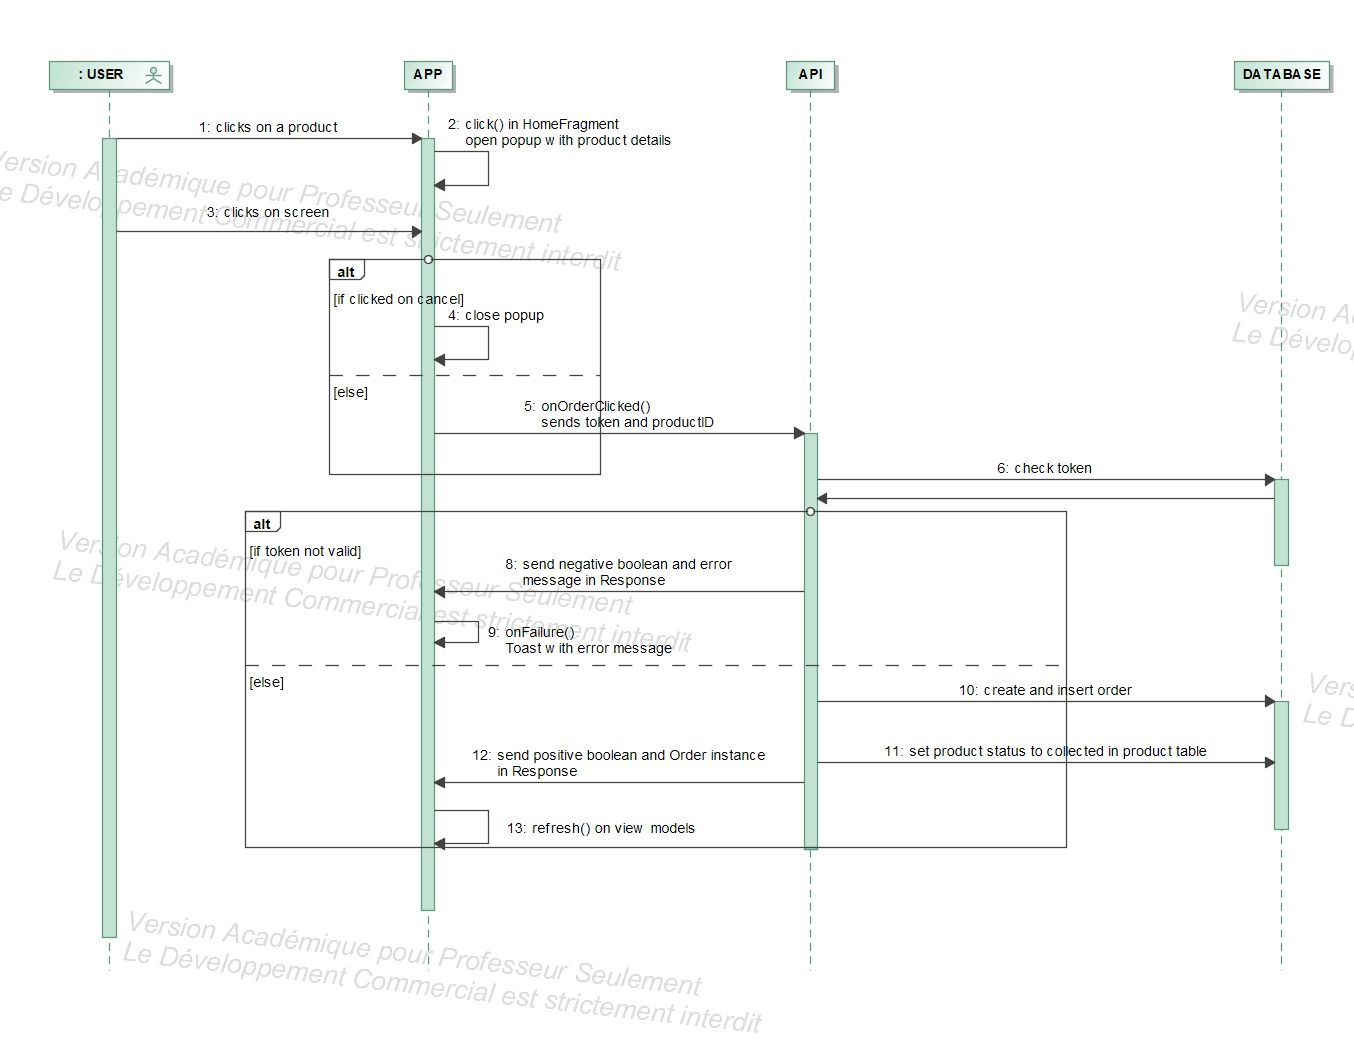 : USER
APP
API
DATABASE
1: clicks on a product
2: click() in HomeFragment
open popup with product details
Version Académique pour Professeur Seulement
Le Développement Commercial est strictement interdit
3: clicks on screen
alt
[if clicked on cancel]
4: close popup
[else]
5: onOrderClicked()
sends token and productID
Version
Le
6: check token
alt
[if token not valid]
8: send negative boolean and error
message in Response
Version Académique pour Professeur Seulement
Le Développement Commercial est strictement interdit
9: onFailure()
Toast with error message
[else]
10: create and insert order
11: set product status to collected in product table
12: send positive boolean and Order instance
in Response
13: refresh() on view models
Le
Version Académique pour Professeur Seulement
Le Développement Commercial est strictement interdit